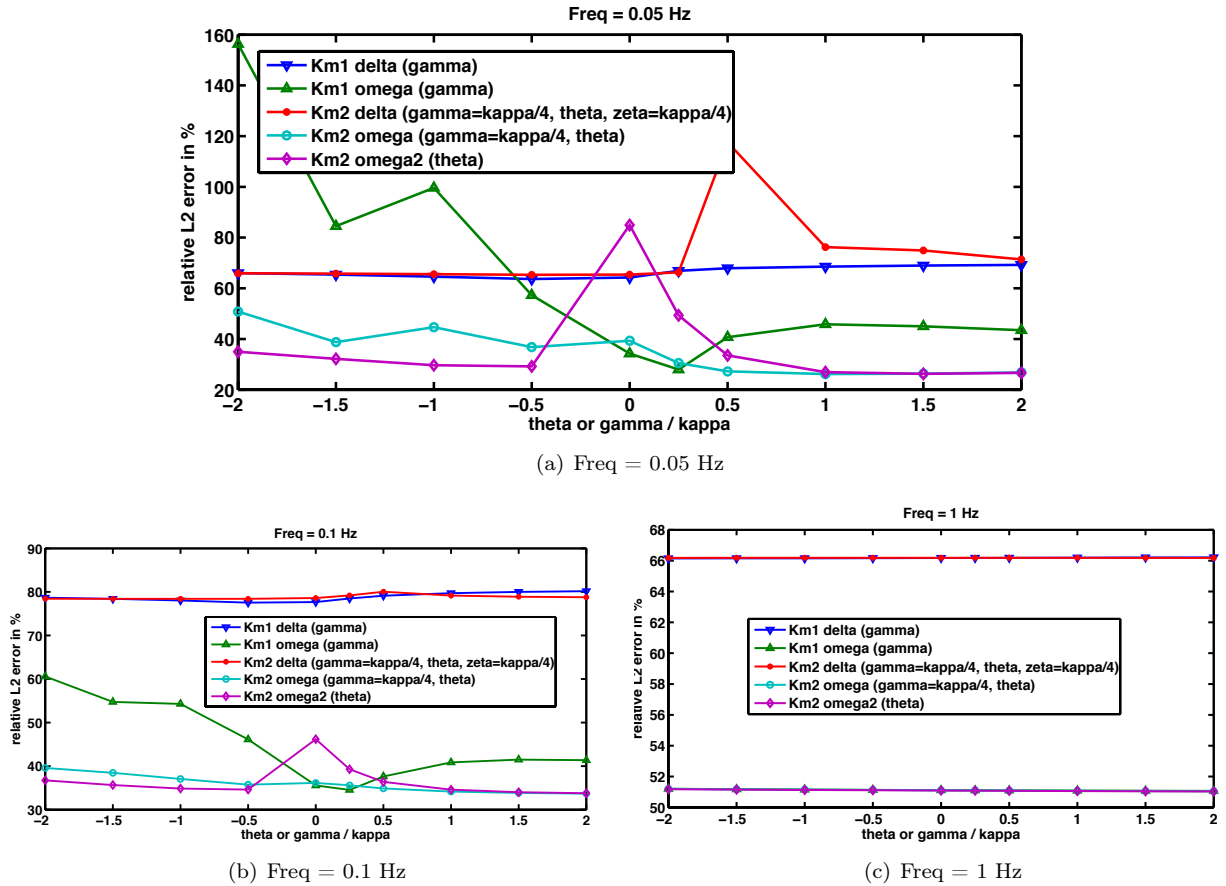 Freq = 0.05 Hz
160
140
120
100
80
60
40
20
relative L2 error in %
Km1 delta (gamma)
Km1 omega (gamma)
Km2 delta (gamma=kappa/4, theta, zeta=kappa/4)
Km2 omega (gamma=kappa/4, theta)
Km2 omega2 (theta)
−2 −1.5 −1 −0.5 0 0.5 1 1.5 2
theta or gamma / kappa
(a) Freq = 0.05 Hz
Freq = 0.1 Hz
90
80
70
60
50
40
30
relative L2 error in %
Km1 delta (gamma)
Km1 omega (gamma)
Km2 delta (gamma=kappa/4, theta, zeta=kappa/4)
Km2 omega (gamma=kappa/4, theta)
Km2 omega2 (theta)
−2 −1.5 −1 −0.5 0 0.5 1 1.5 2
theta or gamma / kappa
(b) Freq = 0.1 Hz
Freq = 1 Hz
68
66
64
62
60
58
56
54
52
50
relative L2 error in %
Km1 delta (gamma)
Km1 omega (gamma)
Km2 delta (gamma=kappa/4, theta, zeta=kappa/4)
Km2 omega (gamma=kappa/4, theta)
Km2 omega2 (theta)
−2 −1.5 −1 −0.5 0 0.5 1 1.5 2
theta or gamma / kappa
(c) Freq = 1 Hz